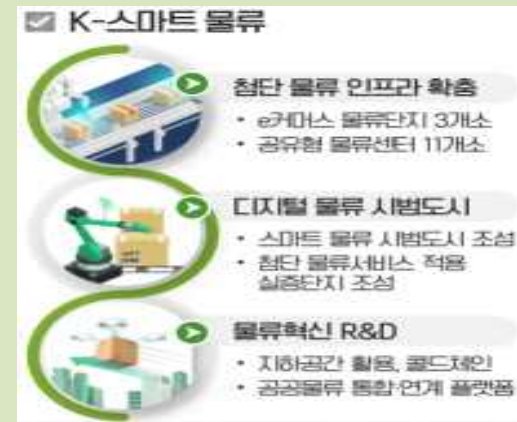 K-스마트 물류
첨단 물류 인프라 확충
• e커머스 물류단지 3개소
• 공유형 물류센터 11개소
디지털 물류 시범도시
• 스마트 물류 시범도시 조성
• 첨단 물류서비스 적용
실증단지 조성
물류혁신 R&D
• 지하공간 활용, 콜드체인
• 공공물류 통합·연계 플랫폼